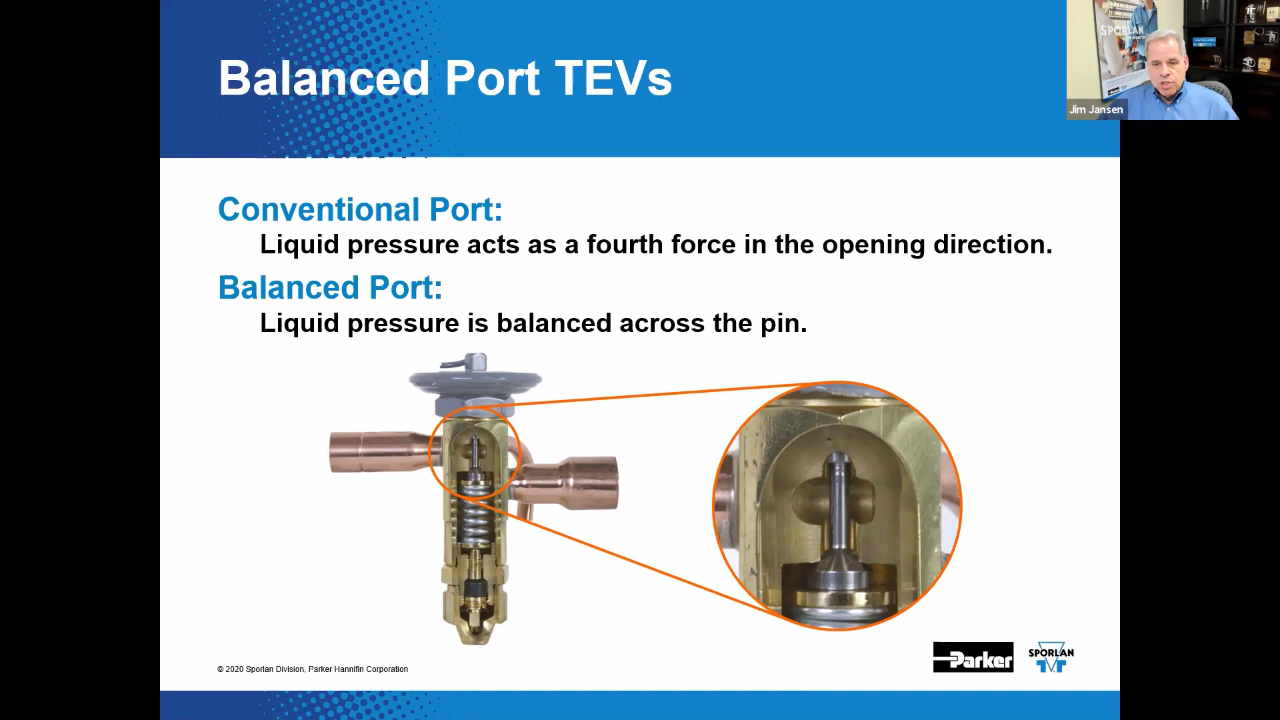 Balanced Port TEVs
SPORLAN
Jim Jansen
Conventional Port:
Liquid pressure acts as a fourth force in the opening direction.
Balanced Port:
Liquid pressure is balanced across the pin.
© 2020 Sporlan Division, Parker Hannifin Corporation
Parker
SPORLAN